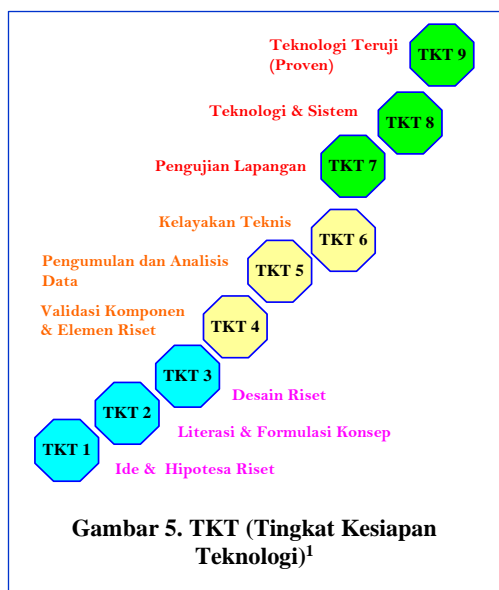 Teknologi Teruji
(Proven)
TKT 9
Teknologi & Sistem
TKT 8
Pengujian Lapangan
TKT 7
Kelayakan Teknis
TKT 6
Pengumulan dan Analisis
Data
TKT 5
Validasi Komponen
& Elemen Riset
TKT 4
TKT 3
Desain Riset
TKT 2
Literasi & Formulasi Konsep
TKT 1
Ide & Hipotesa Riset
Gambar 5. TKT (Tingkat Kesiapan
Teknologi)1